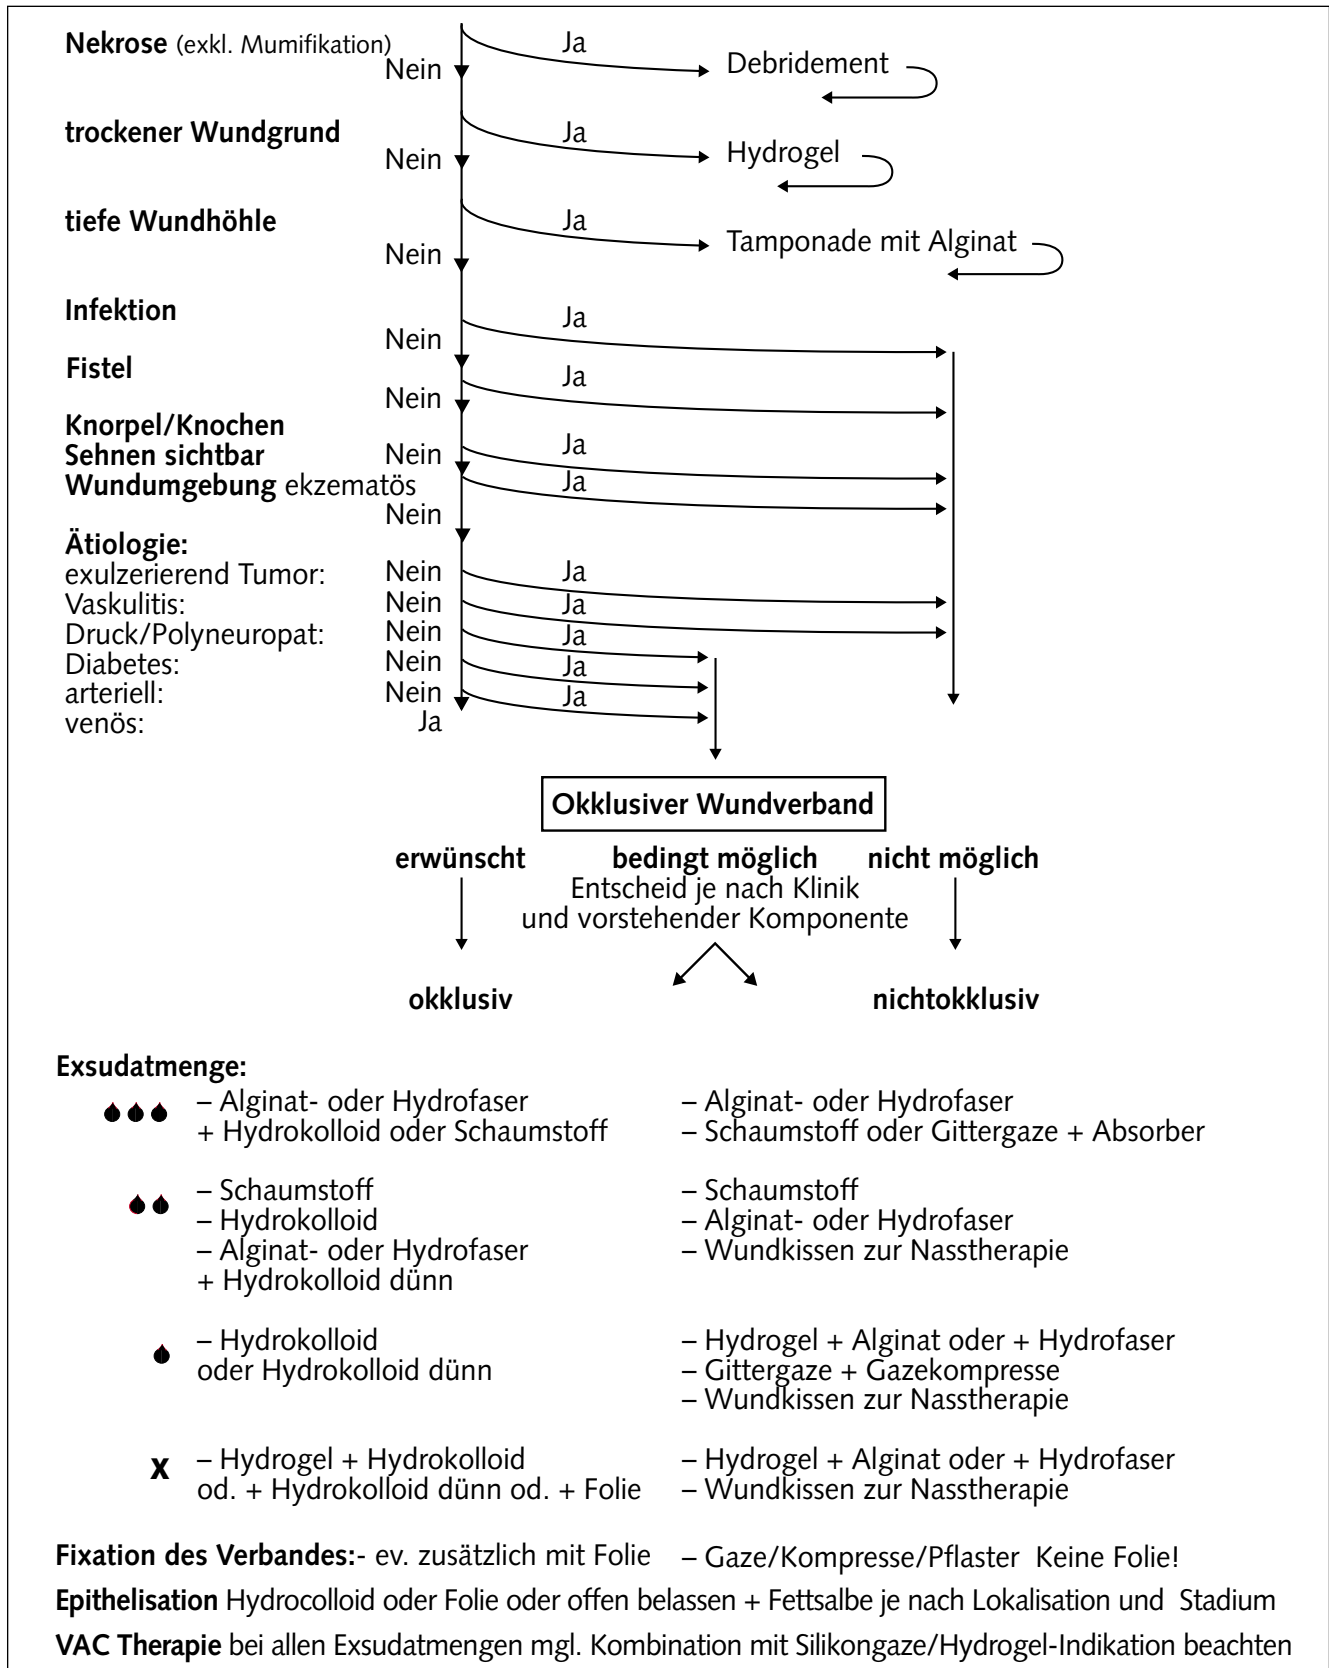 Nekrose (exkl. Mumifikation)
Ja
Nein
Debridement
trockener Wundgrund
Ja
Nein
Hydrogel
tiefe Wundhöhle
Ja
Nein
Tamponade mit Alginat
Infektion
Ja
Nein
Fistel
Ja
Nein
Knorpel/Knochen
Sehnen sichtbar
Nein
Ja
Wundumgebung ekzematös
Ja
Nein
Ätiologie:
exulzerierend Tumor: Nein Ja
Vaskulitis: Nein Ja
Druck/Polyneuropat: Nein Ja
Diabetes: Nein Ja
arteriell: Nein Ja
venös: Ja
Okklusiver Wundverband
erwünscht bedingt möglich nicht möglich
Entscheid je nach Klinik
und vorstehender Komponente
okklusiv nichtokklusiv
Exsudatmenge:
– Alginat- oder Hydrofaser – Alginat- oder Hydrofaser
+ Hydrokolloid oder Schaumstoff – Schaumstoff oder Gittergaze + Absorber
– Schaumstoff – Schaumstoff
– Hydrokolloid – Alginat- oder Hydrofaser
– Alginat- oder Hydrofaser – Wundkissen zur Nasstherapie
+ Hydrokolloid dünn
– Hydrokolloid – Hydrogel + Alginat oder + Hydrofaser
oder Hydrokolloid dünn – Gittergaze + Gazekompresse
– Wundkissen zur Nasstherapie
x – Hydrogel + Hydrokolloid – Hydrogel + Alginat oder + Hydrofaser
od. + Hydrokolloid dünn od. + Folie – Wundkissen zur Nasstherapie
Fixation des Verbandes:- ev. zusätzlich mit Folie – Gaze/Kompresse/Pflaster Keine Folie!
Epithelisation Hydrocolloid oder Folie oder offen belassen + Fettsalbe je nach Lokalisation und Stadium
VAC Therapie bei allen Exsudatmengen mgl. Kombination mit Silikongaze/Hydrogel-Indikation beachten